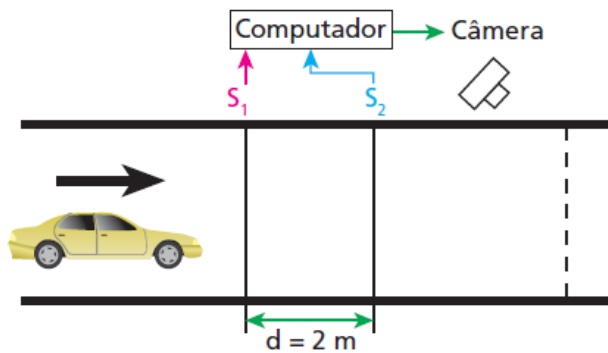 Computador
Câmera
S₁
S₂
d = 2 m